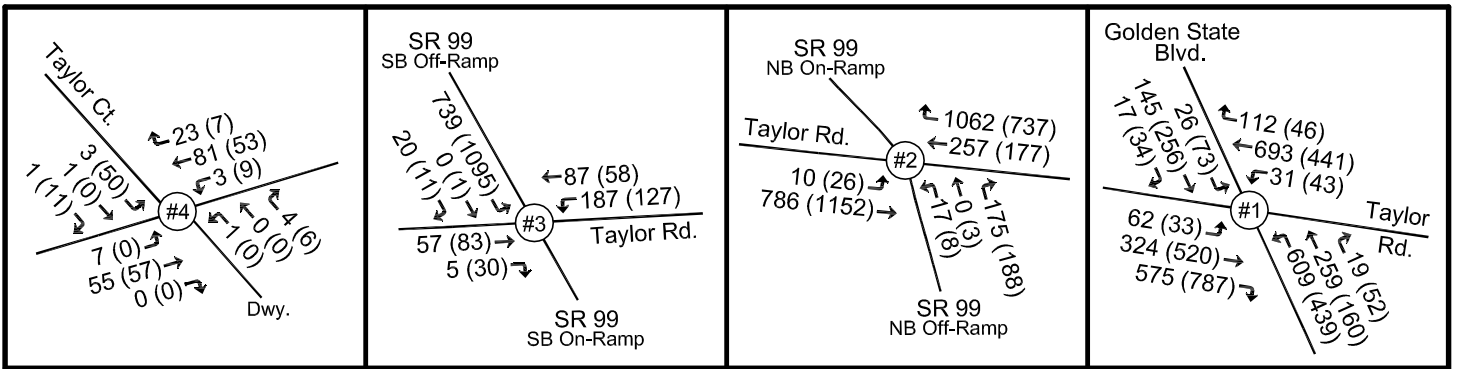 Taylor Ct.
23 (7)
81 (53)
3 (9)
3 (50)
1 (0)
1 (11)
#4
7 (0)
55 (57)
0 (0)
1 (0)
0 (0)
4 (6)
Dwy.
SR 99
SB Off-Ramp
739 (1095)
0 (1)
20 (11)
87 (58)
187 (127)
#3
57 (83)
5 (30)
Taylor Rd.
SR 99
SB On-Ramp
SR 99
NB On-Ramp
1062 (737)
257 (177)
Taylor Rd.
#2
10 (26)
786 (1152)
17 (8)
0 (3)
175 (188)
SR 99
NB Off-Ramp
Golden State
Blvd.
26 (73)
145 (256)
17 (34)
112 (46)
693 (441)
31 (43)
#1
62 (33)
324 (520)
575 (787)
609 (439)
259 (160)
19 (52)
Taylor
Rd.